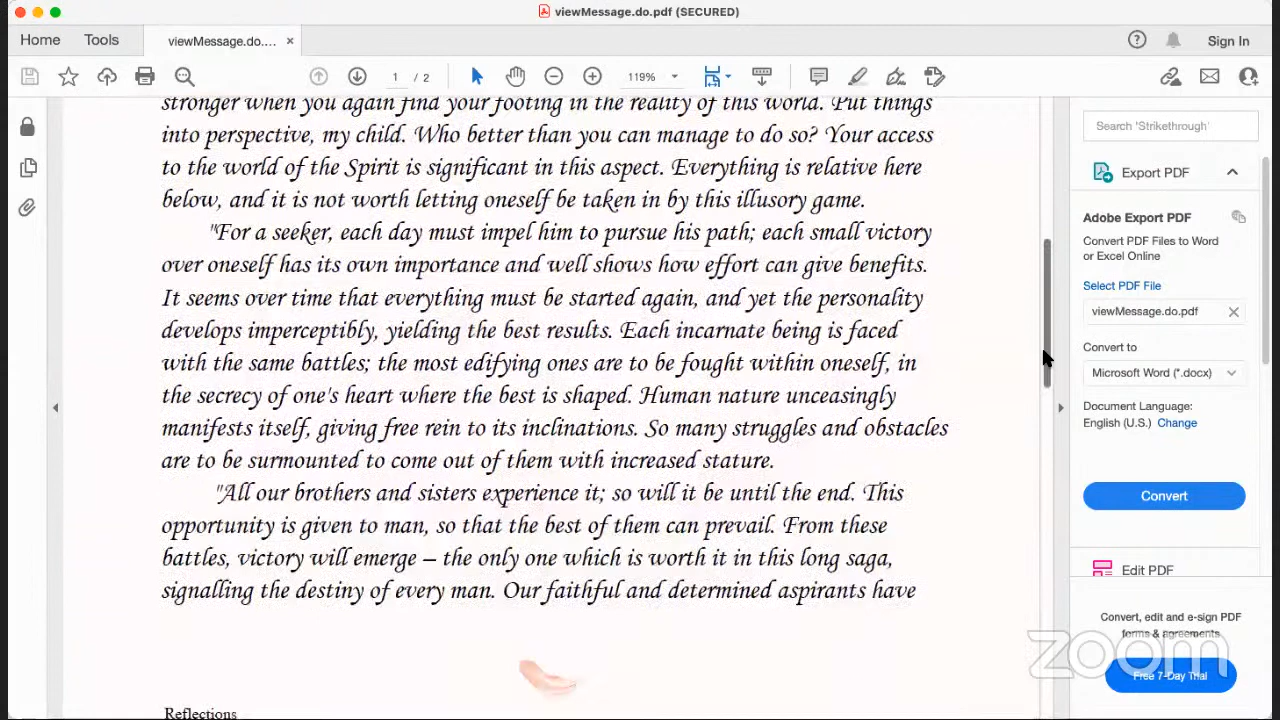 viewMessage.do.pdf (SECURED)
Home Tools viewMessage.do.... × Sign In
1 / 2 119%
stronger when you again find your footing in the reality of this world. Put things
into perspective, my child. Who better than you can manage to do so? Your access
to the world of the Spirit is significant in this aspect. Everything is relative here
below, and it is not worth letting oneself be taken in by this illusory game.
"For a seeker, each day must impel him to pursue his path; each small victory
over oneself has its own importance and well shows how effort can give benefits.
It seems over time that everything must be started again, and yet the personality
develops imperceptibly, yielding the best results. Each incarnate being is faced
with the same battles; the most edifying ones are to be fought within oneself, in
the secrecy of one's heart where the best is shaped. Human nature unceasingly
manifests itself, giving free rein to its inclinations. So many struggles and obstacles
are to be surmounted to come out of them with increased stature.
"All our brothers and sisters experience it; so will it be until the end. This
opportunity is given to man, so that the best of them can prevail. From these
battles, victory will emerge – the only one which is worth it in this long saga,
signalling the destiny of every man. Our faithful and determined aspirants have
Reflections
Search 'Strikethrough'
Export PDF
Adobe Export PDF
Convert PDF Files to Word
or Excel Online
Select PDF File
viewMessage.do.pdf
Convert to
Microsoft Word (*.docx)
Document Language:
English (U.S.) Change
Convert
Edit PDF
Convert, edit and e-sign PDF
forms & agreements
Free 7-Day Trial
zoom